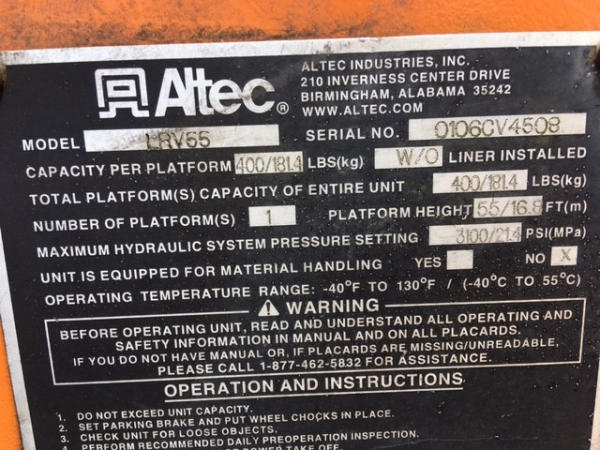 Altec®
ALTEC INDUSTRIES, INC.
210 INVERNESS CENTER DRIVE
BIRMINGHAM, ALABAMA 35242
WWW.ALTEC.COM
MODEL LRV55 SERIAL NO. 0106CV4508
CAPACITY PER PLATFORM 400/181.4 LBS(kg) W/O LINER INSTALLED
TOTAL PLATFORM(S) CAPACITY OF ENTIRE UNIT 400/181.4 LBS(kg)
NUMBER OF PLATFORM(S) 1 PLATFORM HEIGHT 55/16.8 FT(m)
MAXIMUM HYDRAULIC SYSTEM PRESSURE SETTING 3100/21.4 PSI(MPa)
UNIT IS EQUIPPED FOR MATERIAL HANDLING YES NO X
OPERATING TEMPERATURE RANGE: -40°F TO 130°F / (-40°C TO 55°C)
WARNING
BEFORE OPERATING UNIT, READ AND UNDERSTAND ALL OPERATING AND
SAFETY INFORMATION IN MANUAL AND ON ALL PLACARDS.
IF YOU DO NOT HAVE MANUAL OR, IF PLACARDS ARE MISSING/UNREADABLE,
PLEASE CALL 1-877-462-5832 FOR ASSISTANCE.
OPERATION AND INSTRUCTIONS
1. DO NOT EXCEED UNIT CAPACITY.
2. SET PARKING BRAKE AND PUT WHEEL CHOCKS IN PLACE.
3. CHECK UNIT FOR LOOSE OBJECTS.
4. PERFORM RECOMMENDED DAILY PREOPERATION INSPECTION.